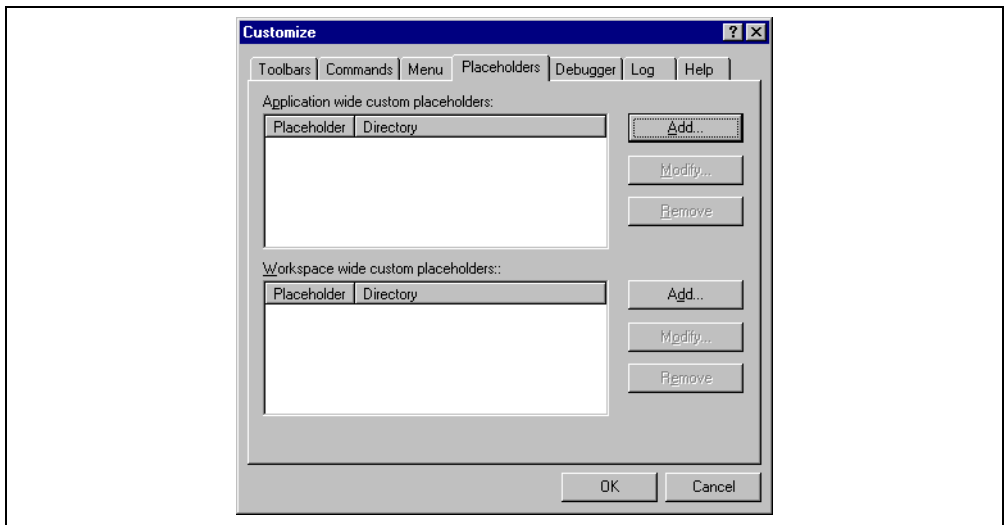 Customize
Toolbars Commands Menu Placeholders Debugger Log Help
Application wide custom placeholders:
Placeholder Directory
Add...
Modify...
Remove
Workspace wide custom placeholders::
Placeholder Directory
Add...
Modify...
Remove
OK Cancel